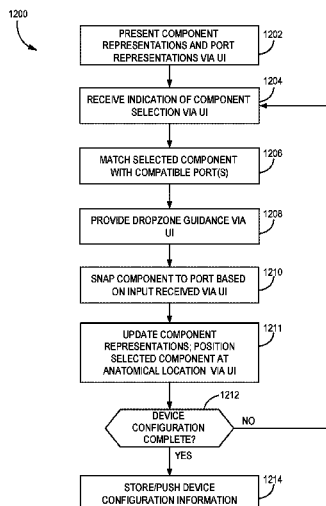 1200
PRESENT COMPONENT
REPRESENTATIONS AND PORT
REPRESENTATIONS VIA UI
1202
RECEIVE INDICATION OF COMPONENT
SELECTION VIA UI
1204
MATCH SELECTED COMPONENT
WITH COMPATIBLE PORT(S)
1206
PROVIDE DROPZONE GUIDANCE VIA
UI
1208
SNAP COMPONENT TO PORT BASED
ON INPUT RECEIVED VIA UI
1210
UPDATE COMPONENT
REPRESENTATIONS; POSITION
SELECTED COMPONENT AT
ANATOMICAL LOCATION VIA UI
1211
1212
DEVICE
CONFIGURATION
COMPLETE?
NO
YES
STORE/PUSH DEVICE
CONFIGURATION INFORMATION
1214